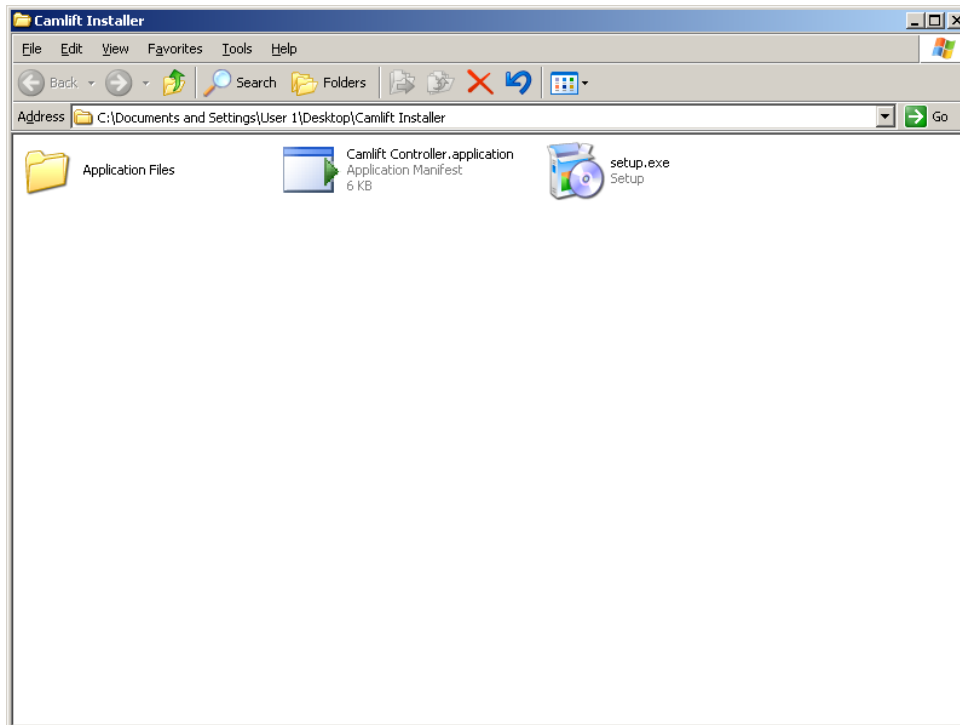 Camlift Installer
File Edit View Favorites Tools Help
Back Search Folders
Address C:\Documents and Settings\User 1\Desktop\Camlift Installer Go
Application Files
Camlift Controller.application
Application Manifest
6 KB
setup.exe
Setup